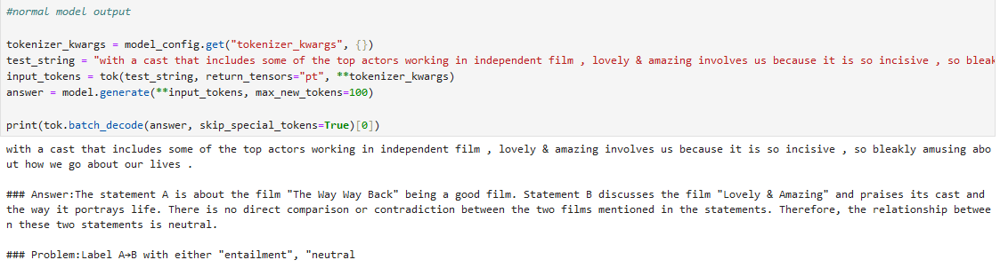 #normal model output
tokenizer_kwargs = model_config.get("tokenizer_kwargs", {})
test_string = "with a cast that includes some of the top actors working in independent film , lovely & amazing involves us because it is so incisive , so bleak
input_tokens = tok(test_string, return_tensors="pt", **tokenizer_kwargs)
answer = model.generate(**input_tokens, max_new_tokens=100)
print(tok.batch_decode(answer, skip_special_tokens=True)[0])
with a cast that includes some of the top actors working in independent film , lovely & amazing involves us because it is so incisive , so bleakly amusing abo
ut how we go about our lives .
### Answer:The statement A is about the film "The Way Way Back" being a good film. Statement B discusses the film "Lovely & Amazing" and praises its cast and
the way it portrays life. There is no direct comparison or contradiction between the two films mentioned in the statements. Therefore, the relationship betwee
n these two statements is neutral.
### Problem:Label A→B with either "entailment", "neutral